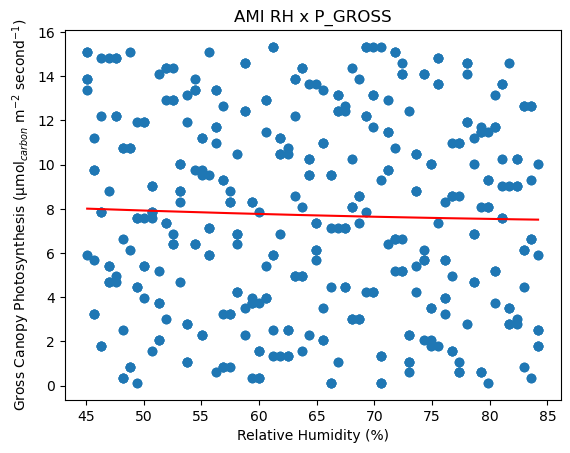 AMI RH x P_GROSS
Gross Canopy Photosynthesis (μmol_carbon m⁻² second⁻¹)
16
14
12
10
8
6
4
2
0
45 50 55 60 65 70 75 80 85
Relative Humidity (%)